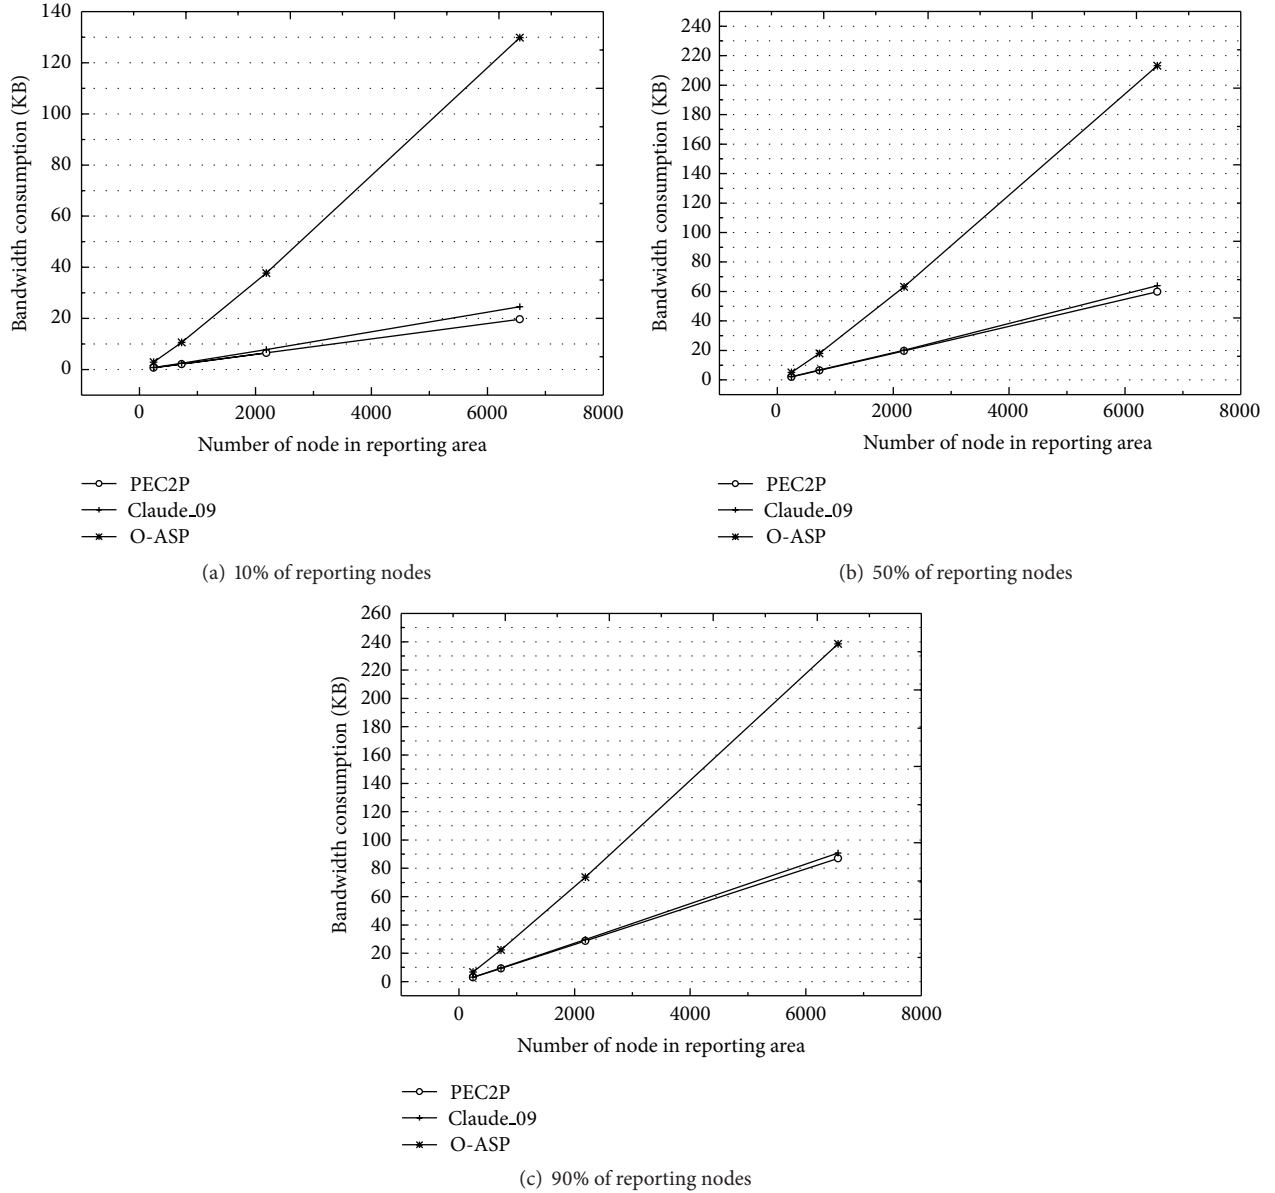 140
120
100
80
60
40
20
0
Bandwidth consumption (KB)
0 2000 4000 6000 8000
Number of node in reporting area
PEC2P
Claude_09
O-ASP
(a) 10% of reporting nodes
240
220
200
180
160
140
120
100
80
60
40
20
0
Bandwidth consumption (KB)
0 2000 4000 6000 8000
Number of node in reporting area
PEC2P
Claude_09
O-ASP
(b) 50% of reporting nodes
260
240
220
200
180
160
140
120
100
80
60
40
20
0
Bandwidth consumption (KB)
0 2000 4000 6000 8000
Number of node in reporting area
PEC2P
Claude_09
O-ASP
(c) 90% of reporting nodes